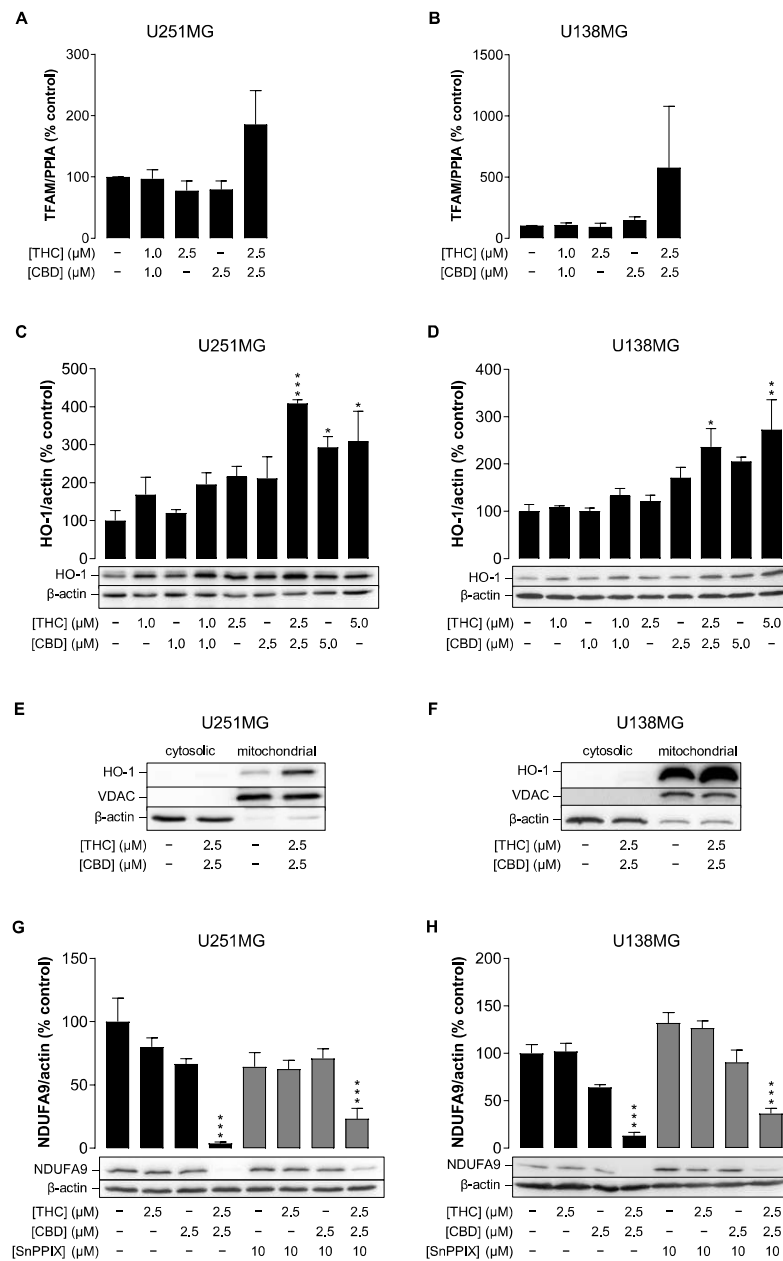 A
U251MG
TFAM/PPIA (% control)
300
200
100
0
[THC] (µM) – 1.0 2.5 – 2.5
[CBD] (µM) – 1.0 – 2.5 2.5
B
U138MG
TFAM/PPIA (% control)
1500
1000
500
0
[THC] (µM) – 1.0 2.5 – 2.5
[CBD] (µM) – 1.0 – 2.5 2.5
C
U251MG
HO-1/actin (% control)
500
400
300
200
100
0
***
*
*
HO-1
β-actin
[THC] (µM) – 1.0 – 1.0 2.5 – 2.5 – 5.0
[CBD] (µM) – – 1.0 1.0 – 2.5 2.5 5.0 –
D
U138MG
HO-1/actin (% control)
400
300
200
100
0
*
**
HO-1
β-actin
[THC] (µM) – 1.0 – 1.0 2.5 – 2.5 – 5.0
[CBD] (µM) – – 1.0 1.0 – 2.5 2.5 5.0 –
E
U251MG
cytosolic mitochondrial
HO-1
VDAC
β-actin
[THC] (µM) – 2.5 – 2.5
[CBD] (µM) – 2.5 – 2.5
F
U138MG
cytosolic mitochondrial
HO-1
VDAC
β-actin
[THC] (µM) – 2.5 – 2.5
[CBD] (µM) – 2.5 – 2.5
G
U251MG
NDUFA9/actin (% control)
150
100
50
0
***
***
NDUFA9
β-actin
[THC] (µM) – 2.5 – 2.5 – 2.5 – 2.5
[CBD] (µM) – – 2.5 2.5 – – 2.5 2.5
[SnPPIX] (µM) – – – – 10 10 10 10
H
U138MG
NDUFA9/actin (% control)
200
150
100
50
0
***
***
NDUFA9
β-actin
[THC] (µM) – 2.5 – 2.5 – 2.5 – 2.5
[CBD] (µM) – – 2.5 2.5 – – 2.5 2.5
[SnPPIX] (µM) – – – – 10 10 10 10